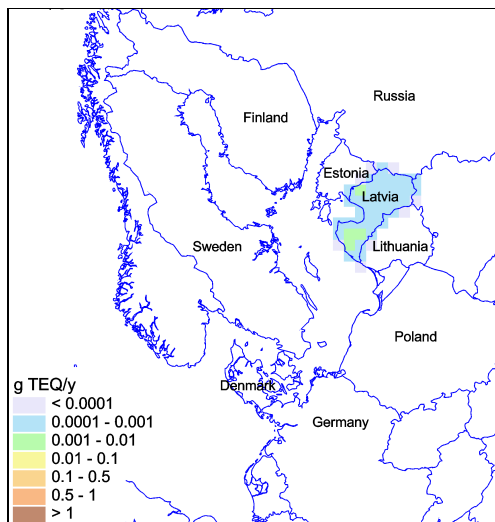 Russia
Finland
Estonia
Latvia
Sweden
Lithuania
Poland
Denmark
Germany
g TEQ/y
< 0.0001
0.0001 - 0.001
0.001 - 0.01
0.01 - 0.1
0.1 - 0.5
0.5 - 1
> 1